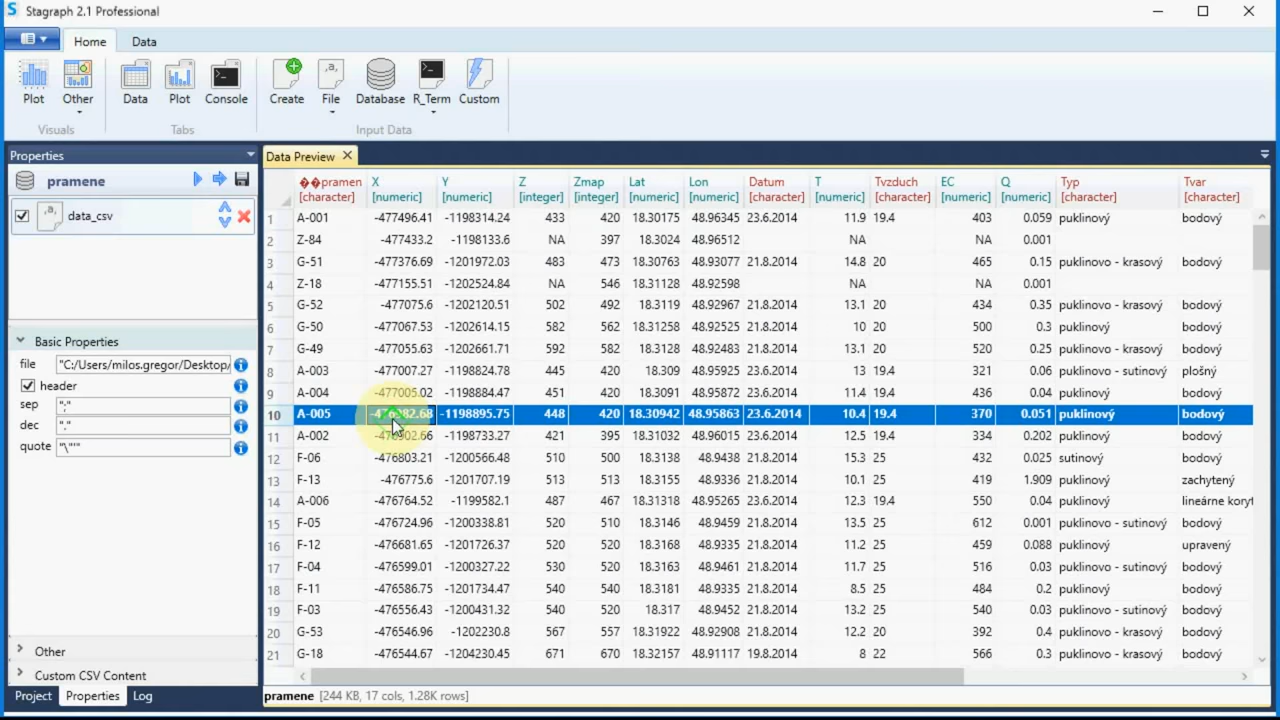 Stagraph 2.1 Professional
Home Data
Plot Other Data Plot Console Create File Database R_Term Custom
Visuals Tabs Input Data
Properties
Data Preview
pramene
data_csv
Basic Properties
file "C:/Users/milos.gregor/Desktop/
header
sep ";"
dec "."
quote "\"'"
Other
Custom CSV Content
Project Properties Log
��pramen X Y Z Zmap Lat Lon Datum T Tvzduch EC Q Typ Tvar
[character] [numeric] [numeric] [integer] [integer] [numeric] [numeric] [character] [numeric] [character] [numeric] [numeric] [character] [character]
1 A-001 -477496.41 -1198314.24 433 420 18.30175 48.96345 23.6.2014 11.9 19.4 403 0.059 puklinový bodový
2 Z-84 -477433.2 -1198133.6 NA 397 18.3024 48.96512 NA NA 0.001
3 G-51 -477376.69 -1201972.03 483 473 18.30763 48.93077 21.8.2014 14.8 20 465 0.15 puklinovo - krasový bodový
4 Z-18 -477155.51 -1202524.84 NA 546 18.31128 48.92598 NA NA 0.001
5 G-52 -477075.6 -1202120.51 502 492 18.3119 48.92967 21.8.2014 13.1 20 434 0.35 puklinovo - krasový bodový
6 G-50 -477067.53 -1202614.15 582 562 18.31258 48.92525 21.8.2014 10 20 500 0.3 puklinový bodový
7 G-49 -477055.63 -1202661.71 592 582 18.3128 48.92483 21.8.2014 13.1 20 520 0.25 puklinovo - krasový bodový
8 A-003 -477007.27 -1198824.78 445 420 18.309 48.95925 23.6.2014 13 19.4 321 0.06 puklinovo - sutinový plošný
9 A-004 -477005.02 -1198884.47 451 420 18.3091 48.95872 23.6.2014 11.4 19.4 436 0.04 puklinový bodový
10 A-005 -476982.68 -1198895.75 448 420 18.30942 48.95863 23.6.2014 10.4 19.4 370 0.051 puklinový bodový
11 A-002 -476902.66 -1198733.27 421 395 18.31032 48.96015 23.6.2014 12.5 19.4 334 0.202 puklinový bodový
12 F-06 -476803.21 -1200566.48 510 500 18.3138 48.9438 21.8.2014 15.3 25 432 0.025 sutinový bodový
13 F-13 -476775.6 -1201707.19 513 513 18.3155 48.9336 21.8.2014 10.1 25 419 1.909 puklinový zachytený
14 A-006 -476764.52 -1199582.1 487 467 18.31318 48.95265 23.6.2014 12.3 19.4 550 0.04 puklinový lineárne koryt
15 F-05 -476724.96 -1200338.81 520 510 18.3146 48.9459 21.8.2014 13.5 25 612 0.001 puklinovo - sutinový bodový
16 F-12 -476681.65 -1201726.37 520 520 18.3168 48.9335 21.8.2014 11.2 25 459 0.088 puklinový upravený
17 F-04 -476599.01 -1200327.22 530 520 18.3163 48.9461 21.8.2014 11.7 25 516 0.03 puklinovo - sutinový bodový
18 F-11 -476586.75 -1201734.47 540 540 18.3181 48.9335 21.8.2014 8.5 25 484 0.2 puklinový bodový
19 F-03 -476556.43 -1200431.32 540 520 18.317 48.9452 21.8.2014 13.2 25 540 0.03 puklinovo - sutinový bodový
20 G-53 -476546.96 -1202230.8 567 557 18.31922 48.92908 21.8.2014 12.2 20 392 0.4 puklinovo - krasový bodový
21 G-18 -476544.67 -1204230.45 671 670 18.32157 48.91117 19.8.2014 8 22 566 0.3 puklinovo - krasový bodový
pramene [244 KB, 17 cols, 1.28K rows]